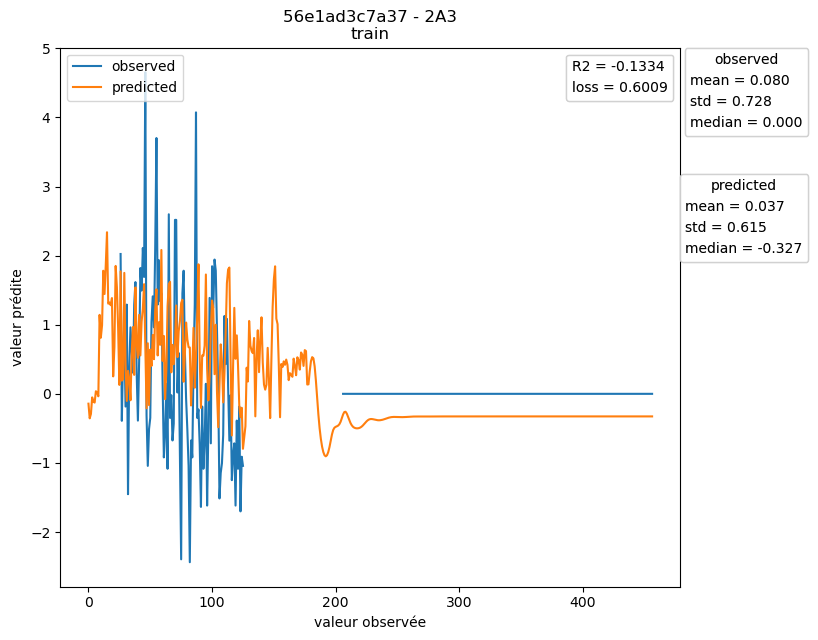 56e1ad3c7a37 - 2A3
train
observed
predicted
R2 = -0.1334
loss = 0.6009
observed
mean = 0.080
std = 0.728
median = 0.000
predicted
mean = 0.037
std = 0.615
median = -0.327
5
4
3
2
1
0
−1
−2
valeur prédite
0
100
200
300
400
valeur observée